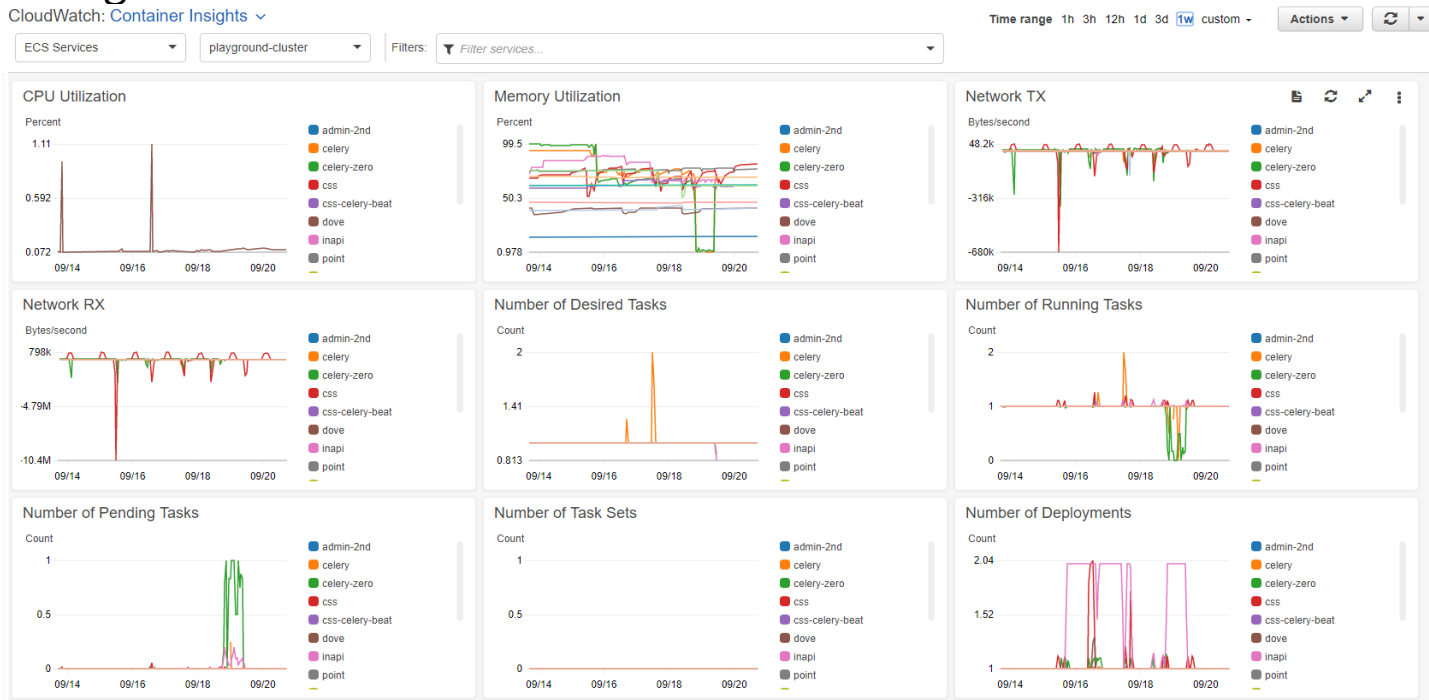 CloudWatch: Container Insights
Time range 1h 3h 12h 1d 3d 1w custom
Actions
ECS Services
playground-cluster
Filters:
Filter services...
CPU Utilization
Percent
1.11
0.592
0.072
09/14 09/16 09/18 09/20
admin-2nd
celery
celery-zero
css
css-celery-beat
dove
inapi
point
Memory Utilization
Percent
99.5
50.3
0.978
09/14 09/16 09/18 09/20
admin-2nd
celery
celery-zero
css
css-celery-beat
dove
inapi
point
Network TX
Bytes/second
48.2k
-316k
-680k
09/14 09/16 09/18 09/20
admin-2nd
celery
celery-zero
css
css-celery-beat
dove
inapi
point
Network RX
Bytes/second
798k
-4.79M
-10.4M
09/14 09/16 09/18 09/20
admin-2nd
celery
celery-zero
css
css-celery-beat
dove
inapi
point
Number of Desired Tasks
Count
2
1.41
0.813
09/14 09/16 09/18 09/20
admin-2nd
celery
celery-zero
css
css-celery-beat
dove
inapi
point
Number of Running Tasks
Count
2
1
0
09/14 09/16 09/18 09/20
admin-2nd
celery
celery-zero
css
css-celery-beat
dove
inapi
point
Number of Pending Tasks
Count
1
0.5
0
09/14 09/16 09/18 09/20
admin-2nd
celery
celery-zero
css
css-celery-beat
dove
inapi
point
Number of Task Sets
Count
1
0.5
0
09/14 09/16 09/18 09/20
admin-2nd
celery
celery-zero
css
css-celery-beat
dove
inapi
point
Number of Deployments
Count
2.04
1.52
1
09/14 09/16 09/18 09/20
admin-2nd
celery
celery-zero
css
css-celery-beat
dove
inapi
point